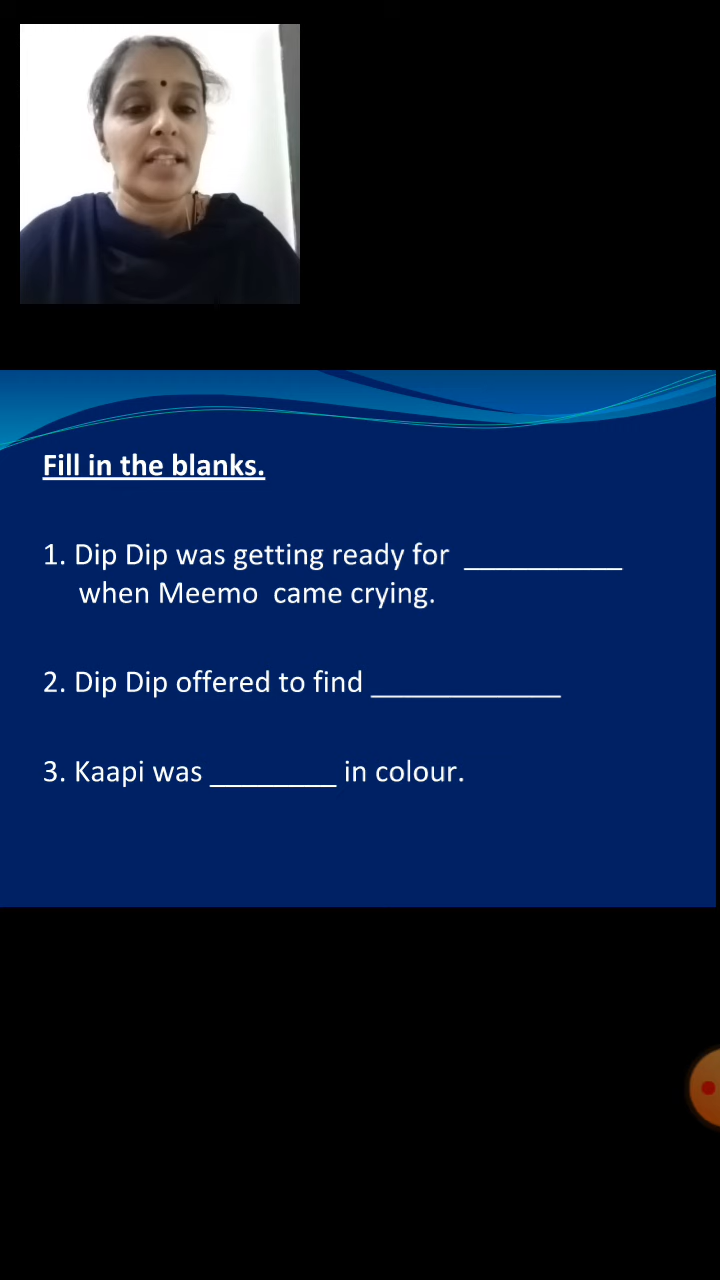 Fill in the blanks.
1. Dip Dip was getting ready for __________
when Meemo came crying.
2. Dip Dip offered to find ____________
3. Kaapi was ________ in colour.